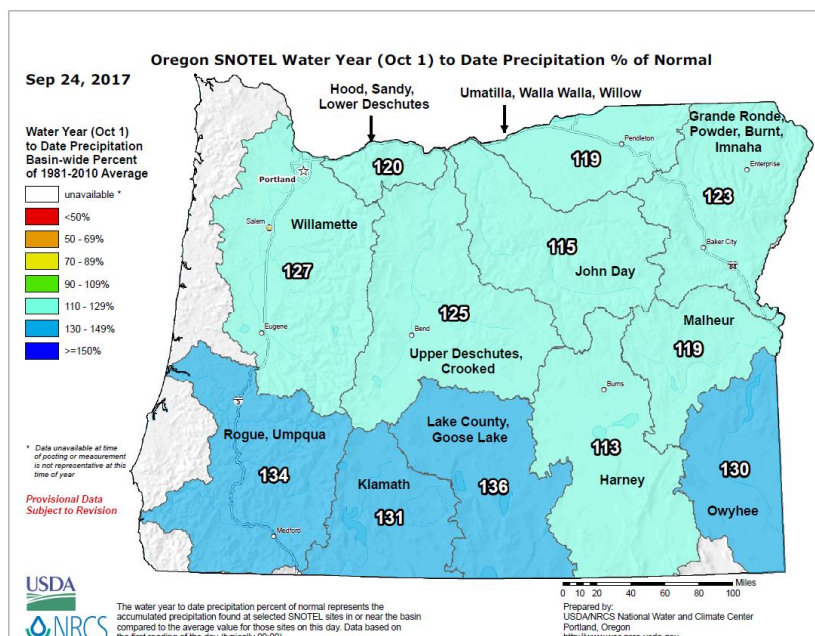 Oregon SNOTEL Water Year (Oct 1) to Date Precipitation % of Normal
Sep 24, 2017
Water Year (Oct 1)
to Date Precipitation
Basin-wide Percent
of 1981-2010 Average
unavailable *
<50%
50 - 69%
70 - 89%
90 - 109%
110 - 129%
130 - 149%
>=150%
Hood, Sandy,
Lower Deschutes
Umatilla, Walla Walla, Willow
Grande Ronde,
Powder, Burnt,
Imnaha
Pendleton
119
120
Enterprise
Portland
123
Salem
Willamette
115
Baker City
84
John Day
127
125
Malheur
Eugene
Bend
119
Upper Deschutes,
Crooked
Burns
5
Lake County,
Goose Lake
Rogue, Umpqua
113
134
130
Klamath
136
Harney
131
Owyhee
Medford
* Data unavailable at time
of posting or measurement
is not representative at this
time of year
Provisional Data
Subject to Revision
0 10 20 40 60 80 100
Miles
USDA
NRCS
The water year to date precipitation percent of normal represents the
accumulated precipitation found at selected SNOTEL sites in or near the basin
compared to the average value for those sites on this day. Data based on
Prepared by:
USDA/NRCS National Water and Climate Center
Portland, Oregon